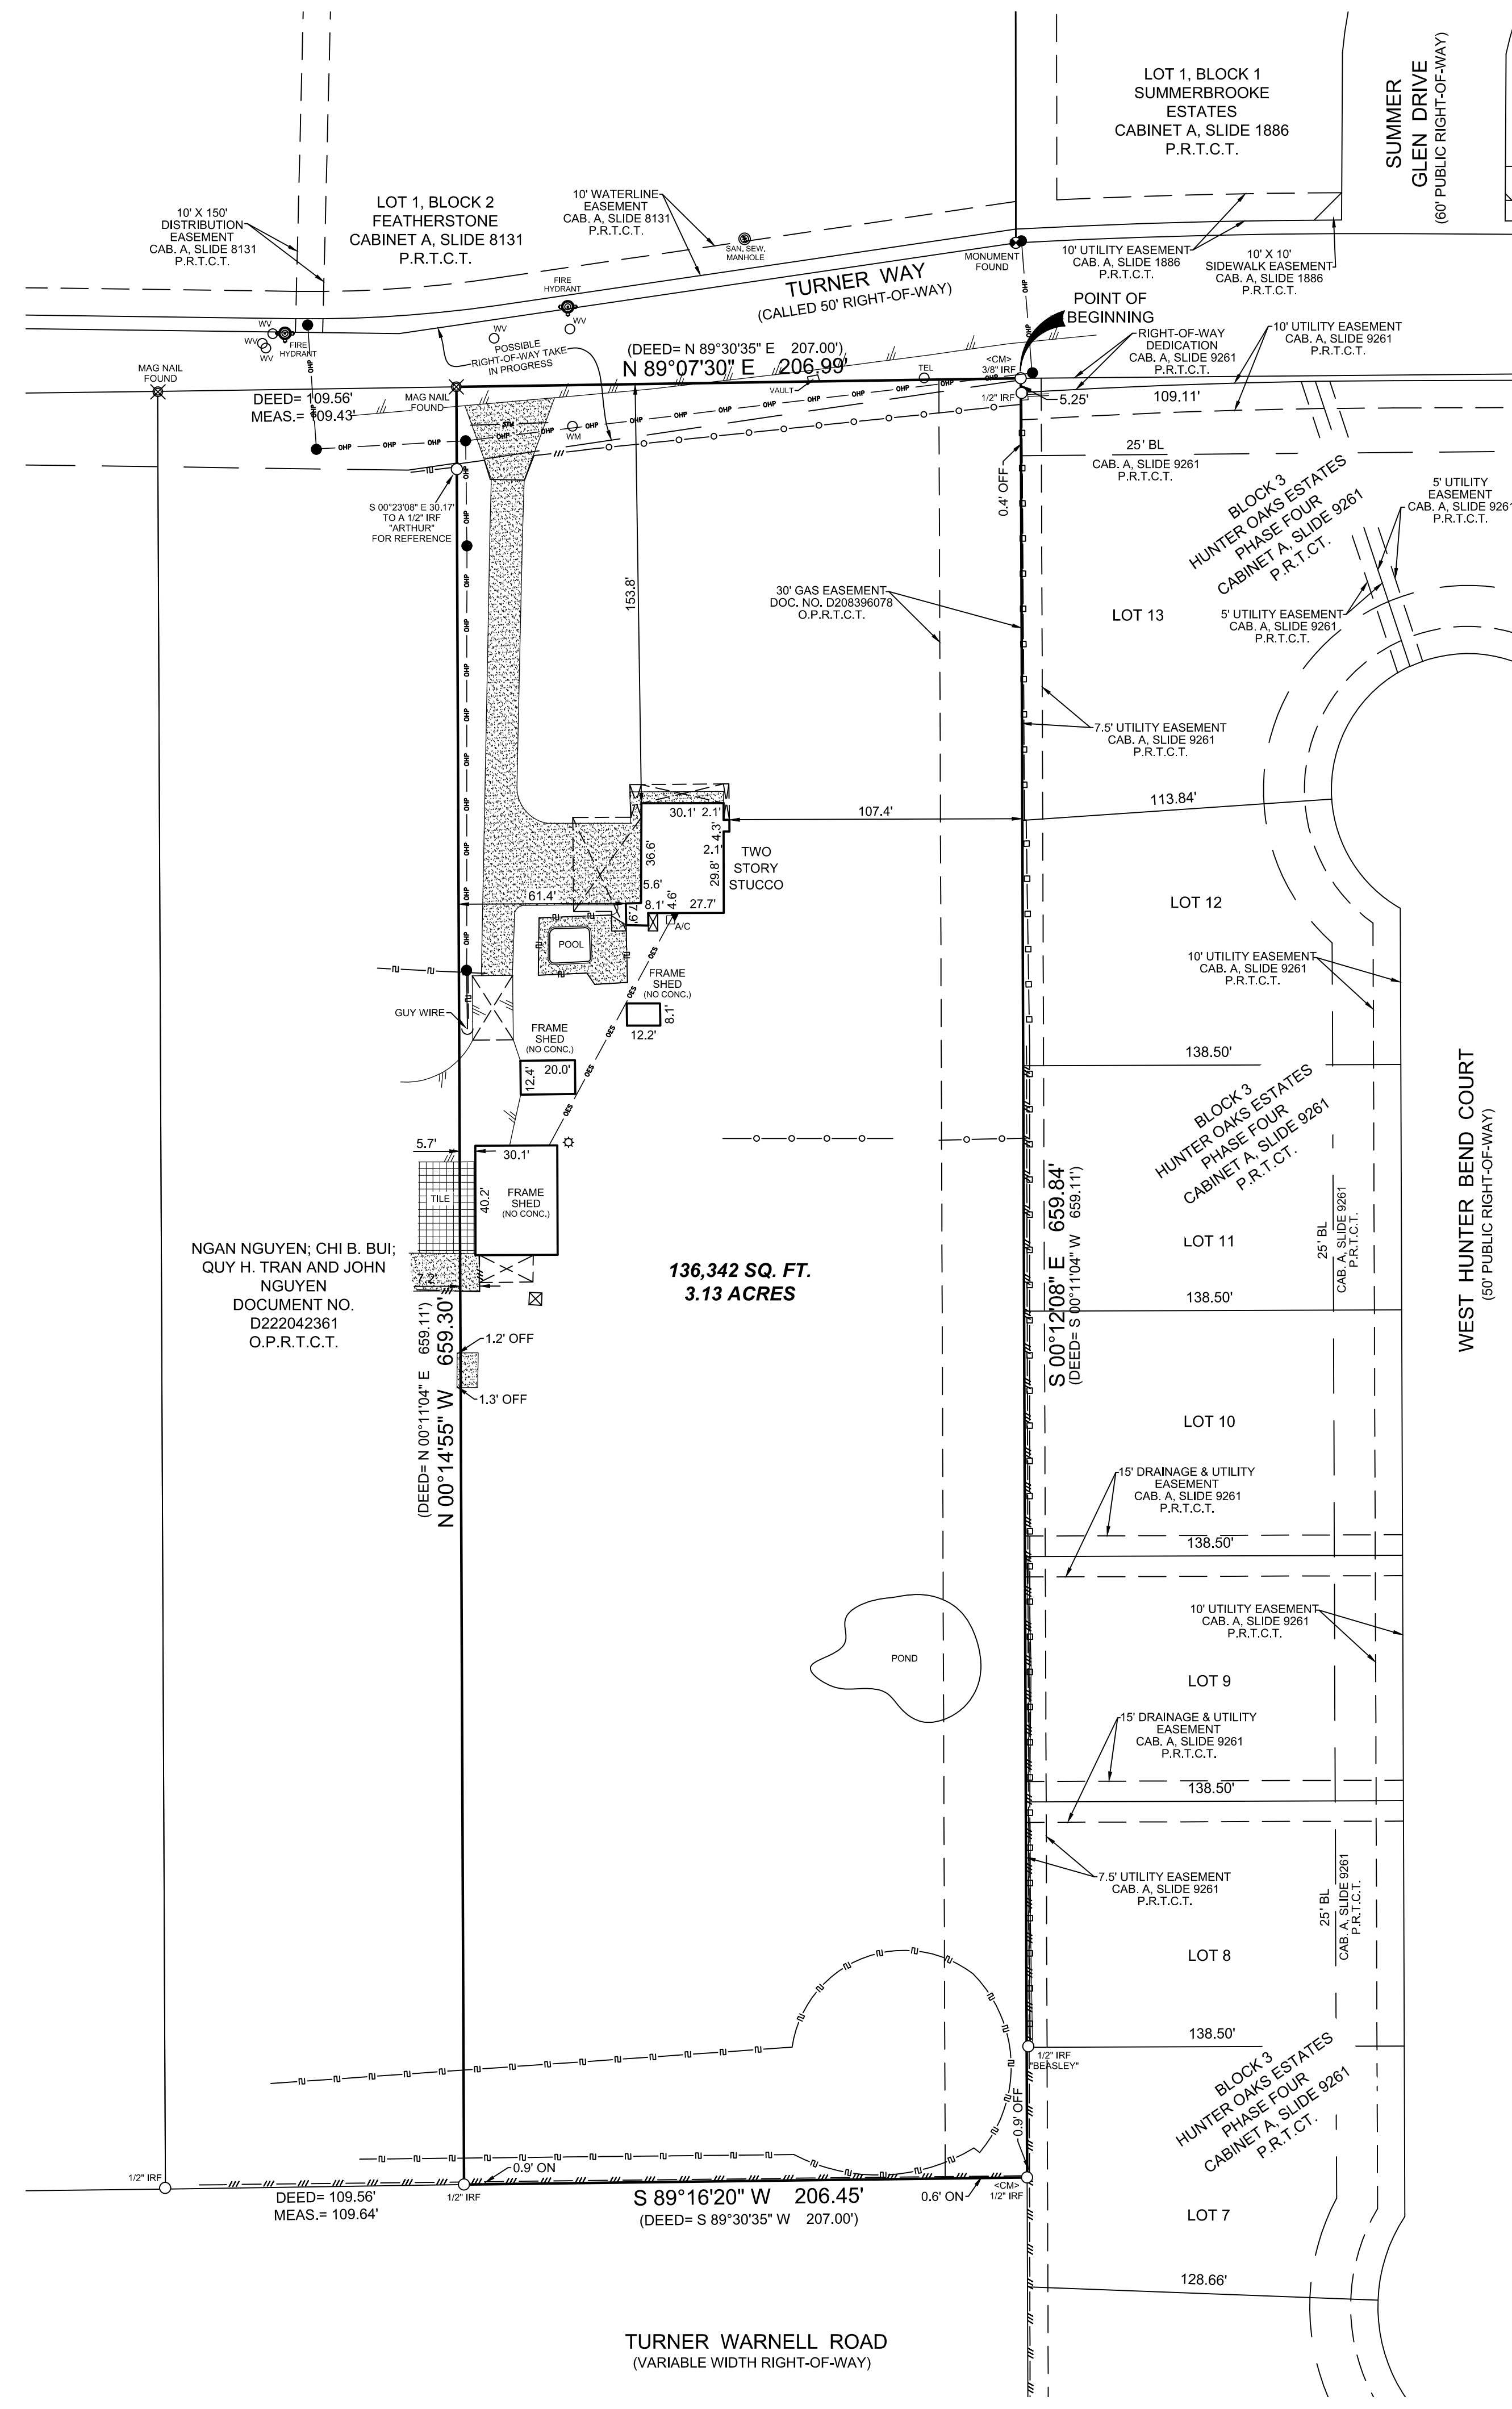 LOT 1, BLOCK 1
SUMMERBROOKE
ESTATES
CABINET A, SLIDE 1886
P.R.T.C.T.
SUMMER
GLEN DRIVE
(60' PUBLIC RIGHT-OF-WAY)
10' X 150'
DISTRIBUTION
EASEMENT
CAB. A, SLIDE 8131
P.R.T.C.T.
LOT 1, BLOCK 2
FEATHERSTONE
CABINET A, SLIDE 8131
P.R.T.C.T.
10' WATERLINE
EASEMENT
CAB. A, SLIDE 8131
P.R.T.C.T.
SAN. SEW.
MANHOLE
MONUMENT
FOUND
10' UTILITY EASEMENT
CAB. A, SLIDE 1886
P.R.T.C.T.
10' X 10'
SIDEWALK EASEMENT
CAB. A, SLIDE 1886
P.R.T.C.T.
FIRE
HYDRANT
TURNER WAY
(CALLED 50' RIGHT-OF-WAY)
OHP
POINT OF
BEGINNING
WV
WV
WV
FIRE
HYDRANT
WV
WV
POSSIBLE
RIGHT-OF-WAY TAKE
IN PROGRESS
RIGHT-OF-WAY
DEDICATION
CAB. A, SLIDE 9261
P.R.T.C.T.
10' UTILITY EASEMENT
CAB. A, SLIDE 9261
P.R.T.C.T.
(DEED= N 89°30'35" E 207.00')
N 89°07'30" E 206.99'
MAG NAIL
FOUND
MAG NAIL
FOUND
VAULT
TEL
<CM>
3/8" IRF
1/2" IRF
5.25'
109.11'
DEED= 109.56'
MEAS.= 109.43'
OHP
OHP
OHP
WM
25' BL
CAB. A, SLIDE 9261
P.R.T.C.T.
0.4' OFF
S 00°23'08" E 30.17'
TO A 1/2" IRF
"ARTHUR"
FOR REFERENCE
BLOCK 3
HUNTER OAKS ESTATES
PHASE FOUR
CABINET A, SLIDE 9261
P.R.T.CT.
5' UTILITY
EASEMENT
CAB. A, SLIDE 9261
P.R.T.C.T.
153.8'
30' GAS EASEMENT
DOC. NO. D208396078
O.P.R.T.C.T.
LOT 13
5' UTILITY EASEMENT
CAB. A, SLIDE 9261
P.R.T.C.T.
7.5' UTILITY EASEMENT
CAB. A, SLIDE 9261
P.R.T.C.T.
113.84'
107.4'
30.1' 2.1'
4.3'
2.1'
36.6'
29.8'
5.6'
8.1'
4.6'
27.7'
7.9'
61.4'
A/C
TWO
STORY
STUCCO
LOT 12
POOL
FRAME
SHED
(NO CONC.)
8.1'
12.2'
OES
OES
OES
OES
OES
GUY WIRE
10' UTILITY EASEMENT
CAB. A, SLIDE 9261
P.R.T.C.T.
FRAME
SHED
(NO CONC.)
12.4'
20.0'
138.50'
BLOCK 3
HUNTER OAKS ESTATES
PHASE FOUR
CABINET A, SLIDE 9261
P.R.T.CT.
WEST HUNTER BEND COURT
(50' PUBLIC RIGHT-OF-WAY)
5.7'
30.1'
TILE
40.2'
FRAME
SHED
(NO CONC.)
7.2'
NGAN NGUYEN; CHI B. BUI;
QUY H. TRAN AND JOHN
NGUYEN
DOCUMENT NO.
D222042361
O.P.R.T.C.T.
136,342 SQ. FT.
3.13 ACRES
S 00°12'08" E 659.84'
(DEED= S 00°11'04" W 659.11')
LOT 11
25' BL
CAB. A, SLIDE 9261
P.R.T.C.T.
138.50'
1.2' OFF
1.3' OFF
(DEED= N 00°11'04" E 659.11')
N 00°14'55" W 659.30'
LOT 10
15' DRAINAGE & UTILITY
EASEMENT
CAB. A, SLIDE 9261
P.R.T.C.T.
138.50'
10' UTILITY EASEMENT
CAB. A, SLIDE 9261
P.R.T.C.T.
POND
LOT 9
15' DRAINAGE & UTILITY
EASEMENT
CAB. A, SLIDE 9261
P.R.T.C.T.
138.50'
7.5' UTILITY EASEMENT
CAB. A, SLIDE 9261
P.R.T.C.T.
25' BL
CAB. A, SLIDE 9261
P.R.T.C.T.
LOT 8
138.50'
1/2" IRF
"BEASLEY"
BLOCK 3
HUNTER OAKS ESTATES
PHASE FOUR
CABINET A, SLIDE 9261
P.R.T.CT.
0.9' OFF
1/2" IRF
DEED= 109.56'
MEAS.= 109.64'
1/2" IRF
0.9' ON
S 89°16'20" W 206.45'
(DEED= S 89°30'35" W 207.00')
0.6' ON
<CM>
1/2" IRF
LOT 7
128.66'
TURNER WARNELL ROAD
(VARIABLE WIDTH RIGHT-OF-WAY)